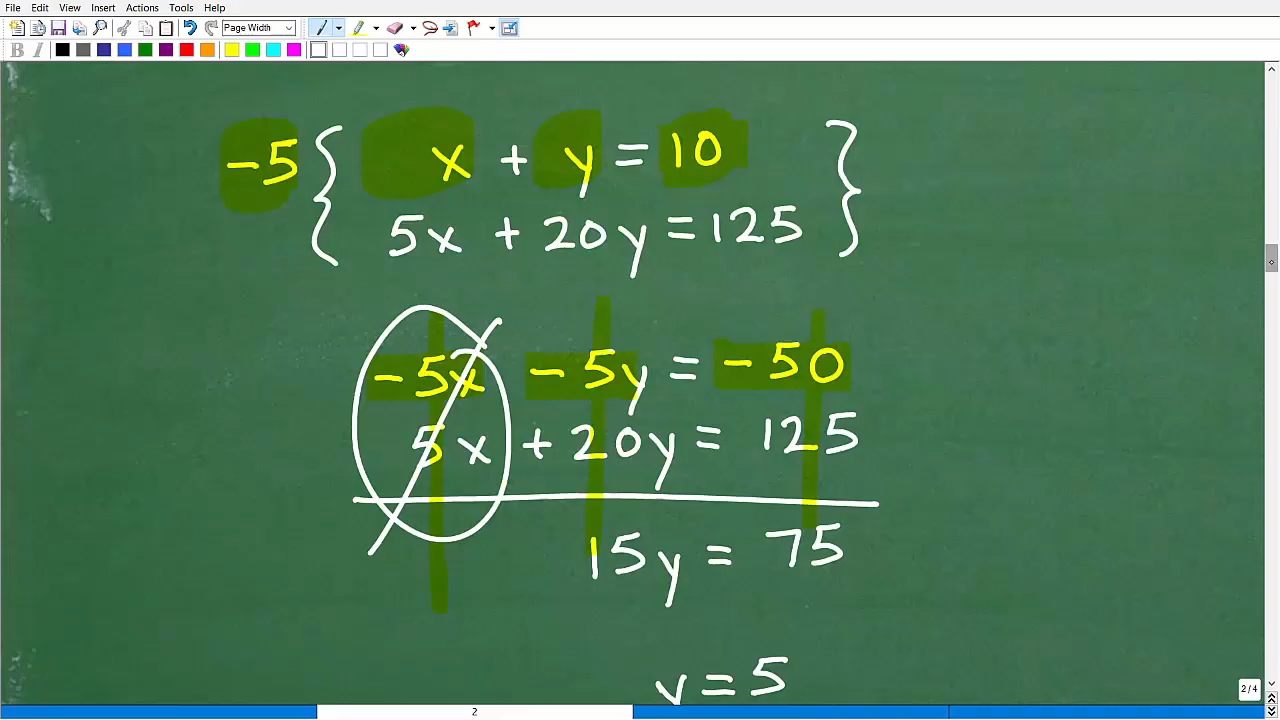 File Edit View Insert Actions Tools Help
Page Width
B I
-5 { x + y = 10 }
5x + 20y = 125
-5x - 5y = -50
5x + 20y = 125
15y = 75
y = 5
2/4
2